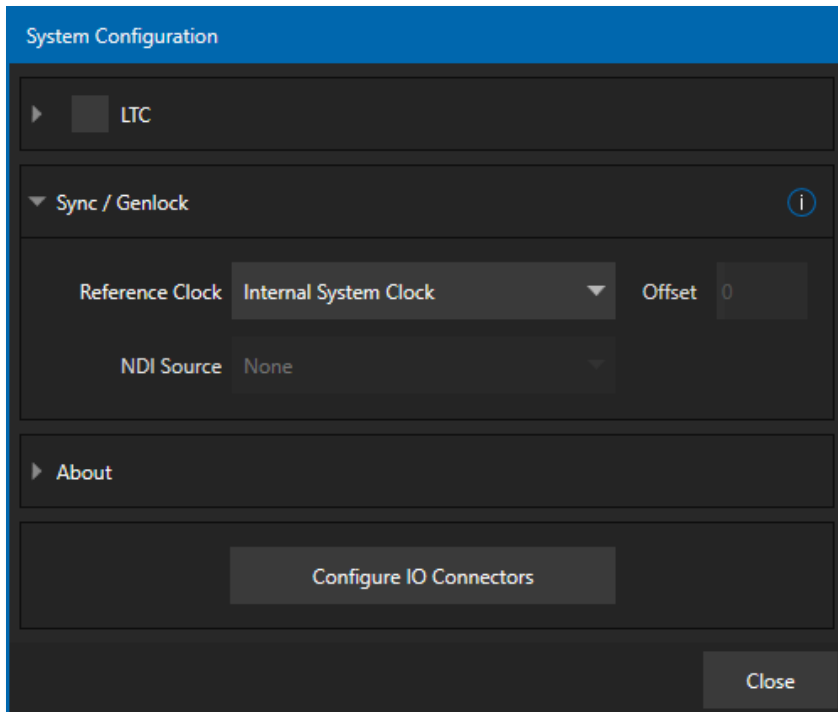 System Configuration
LTC
Sync / Genlock
i
Reference Clock Internal System Clock Offset 0
NDI Source None
About
Configure IO Connectors
Close